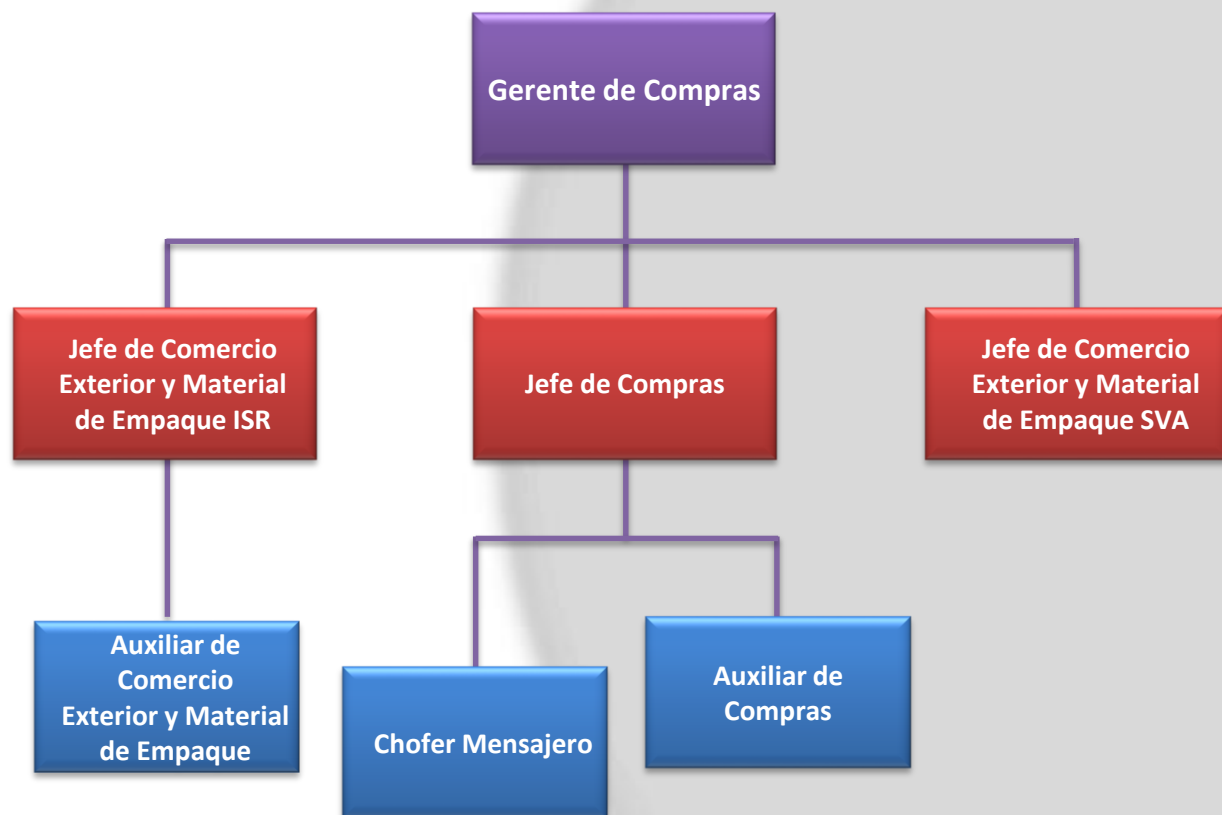 Gerente de Compras
Jefe de Comercio
Exterior y Material
de Empaque ISR
Jefe de Compras
Jefe de Comercio
Exterior y Material
de Empaque SVA
Auxiliar de
Comercio
Exterior y Material
de Empaque
Chofer Mensajero
Auxiliar de
Compras